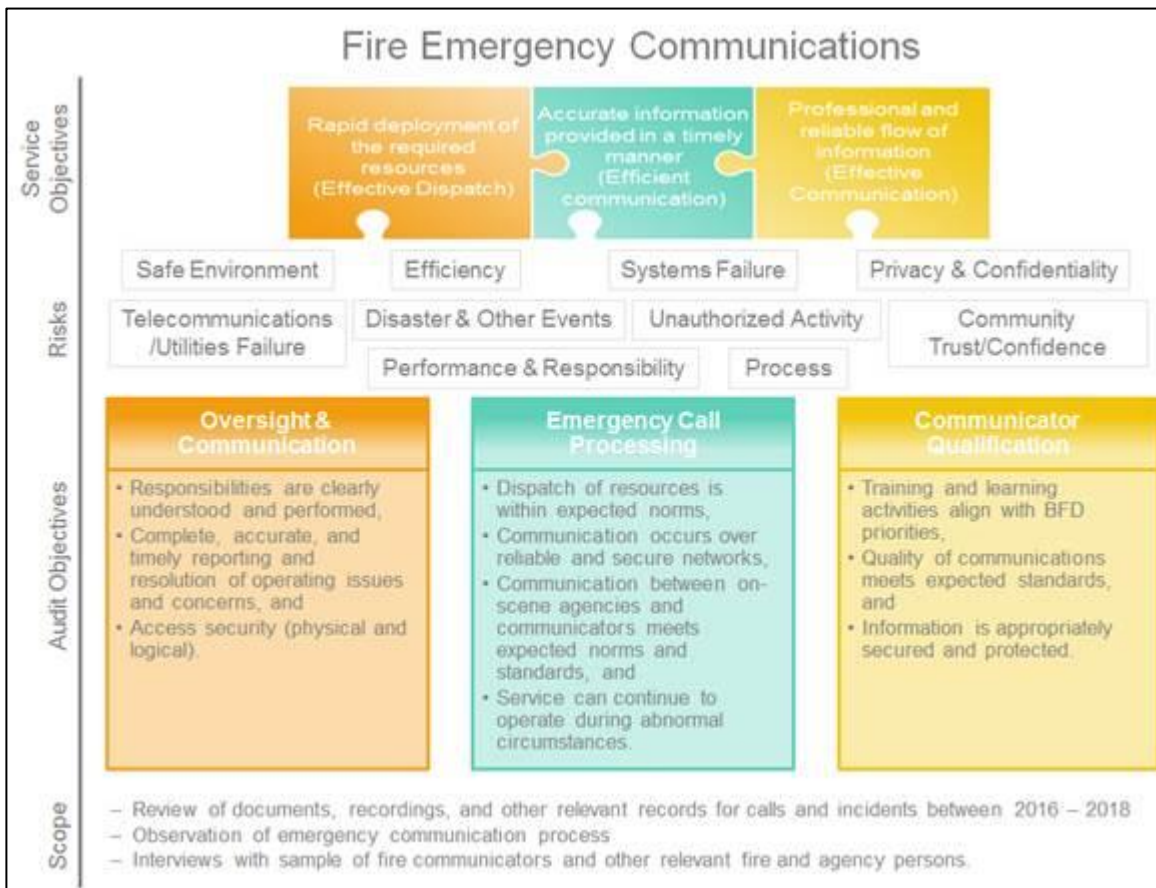 Fire Emergency Communications
Service
Objectives
Rapid deployment of
the required
resources
(Effective Dispatch)
Accurate information
provided in a timely
manner
(Efficient
communication)
Professional and
reliable flow of
information
(Effective
Communication)
Risks
Safe Environment
Efficiency
Systems Failure
Privacy & Confidentiality
Telecommunications
/Utilities Failure
Disaster & Other Events
Unauthorized Activity
Community
Trust/Confidence
Performance & Responsibility
Process
Audit Objectives
Oversight &
Communication
• Responsibilities are clearly
understood and performed,
• Complete, accurate, and
timely reporting and
resolution of operating issues
and concerns, and
• Access security (physical and
logical).
Emergency Call
Processing
• Dispatch of resources is
within expected norms,
• Communication occurs over
reliable and secure networks,
• Communication between on-
scene agencies and
communicators meets
expected norms and
standards, and
• Service can continue to
operate during abnormal
circumstances.
Communicator
Qualification
• Training and learning
activities align with BFD
priorities,
• Quality of communications
meets expected standards,
and
• Information is appropriately
secured and protected.
Scope
– Review of documents, recordings, and other relevant records for calls and incidents between 2016 – 2018
– Observation of emergency communication process
– Interviews with sample of fire communicators and other relevant fire and agency persons.